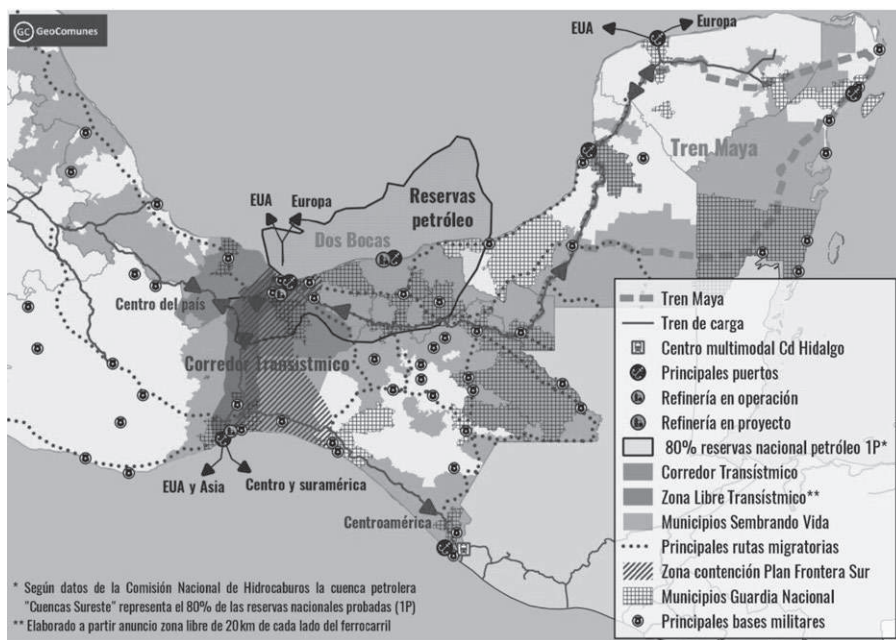 GC GeoComunes
EUA
Europa
Tren Maya
EUA
Europa
Reservas
petróleo
Dos Bocas
Centro del país
Corredor Transístmico
EUA y Asia
Centro y suramérica
Centroamérica
Tren Maya
Tren de carga
Centro multimodal Cd Hidalgo
Principales puertos
Refinería en operación
Refinería en proyecto
80% reservas nacional petróleo 1P*
Corredor Transístmico
Zona Libre Transístmico**
Municipios Sembrando Vida
Principales rutas migratorias
Zona contención Plan Frontera Sur
Municipios Guardia Nacional
Principales bases militares
* Según datos de la Comisión Nacional de Hidrocaburos la cuenca petrolera
"Cuencas Sureste" representa el 80% de las reservas nacionales probadas (1P)
** Elaborado a partir anuncio zona libre de 20km de cada lado del ferrocarril